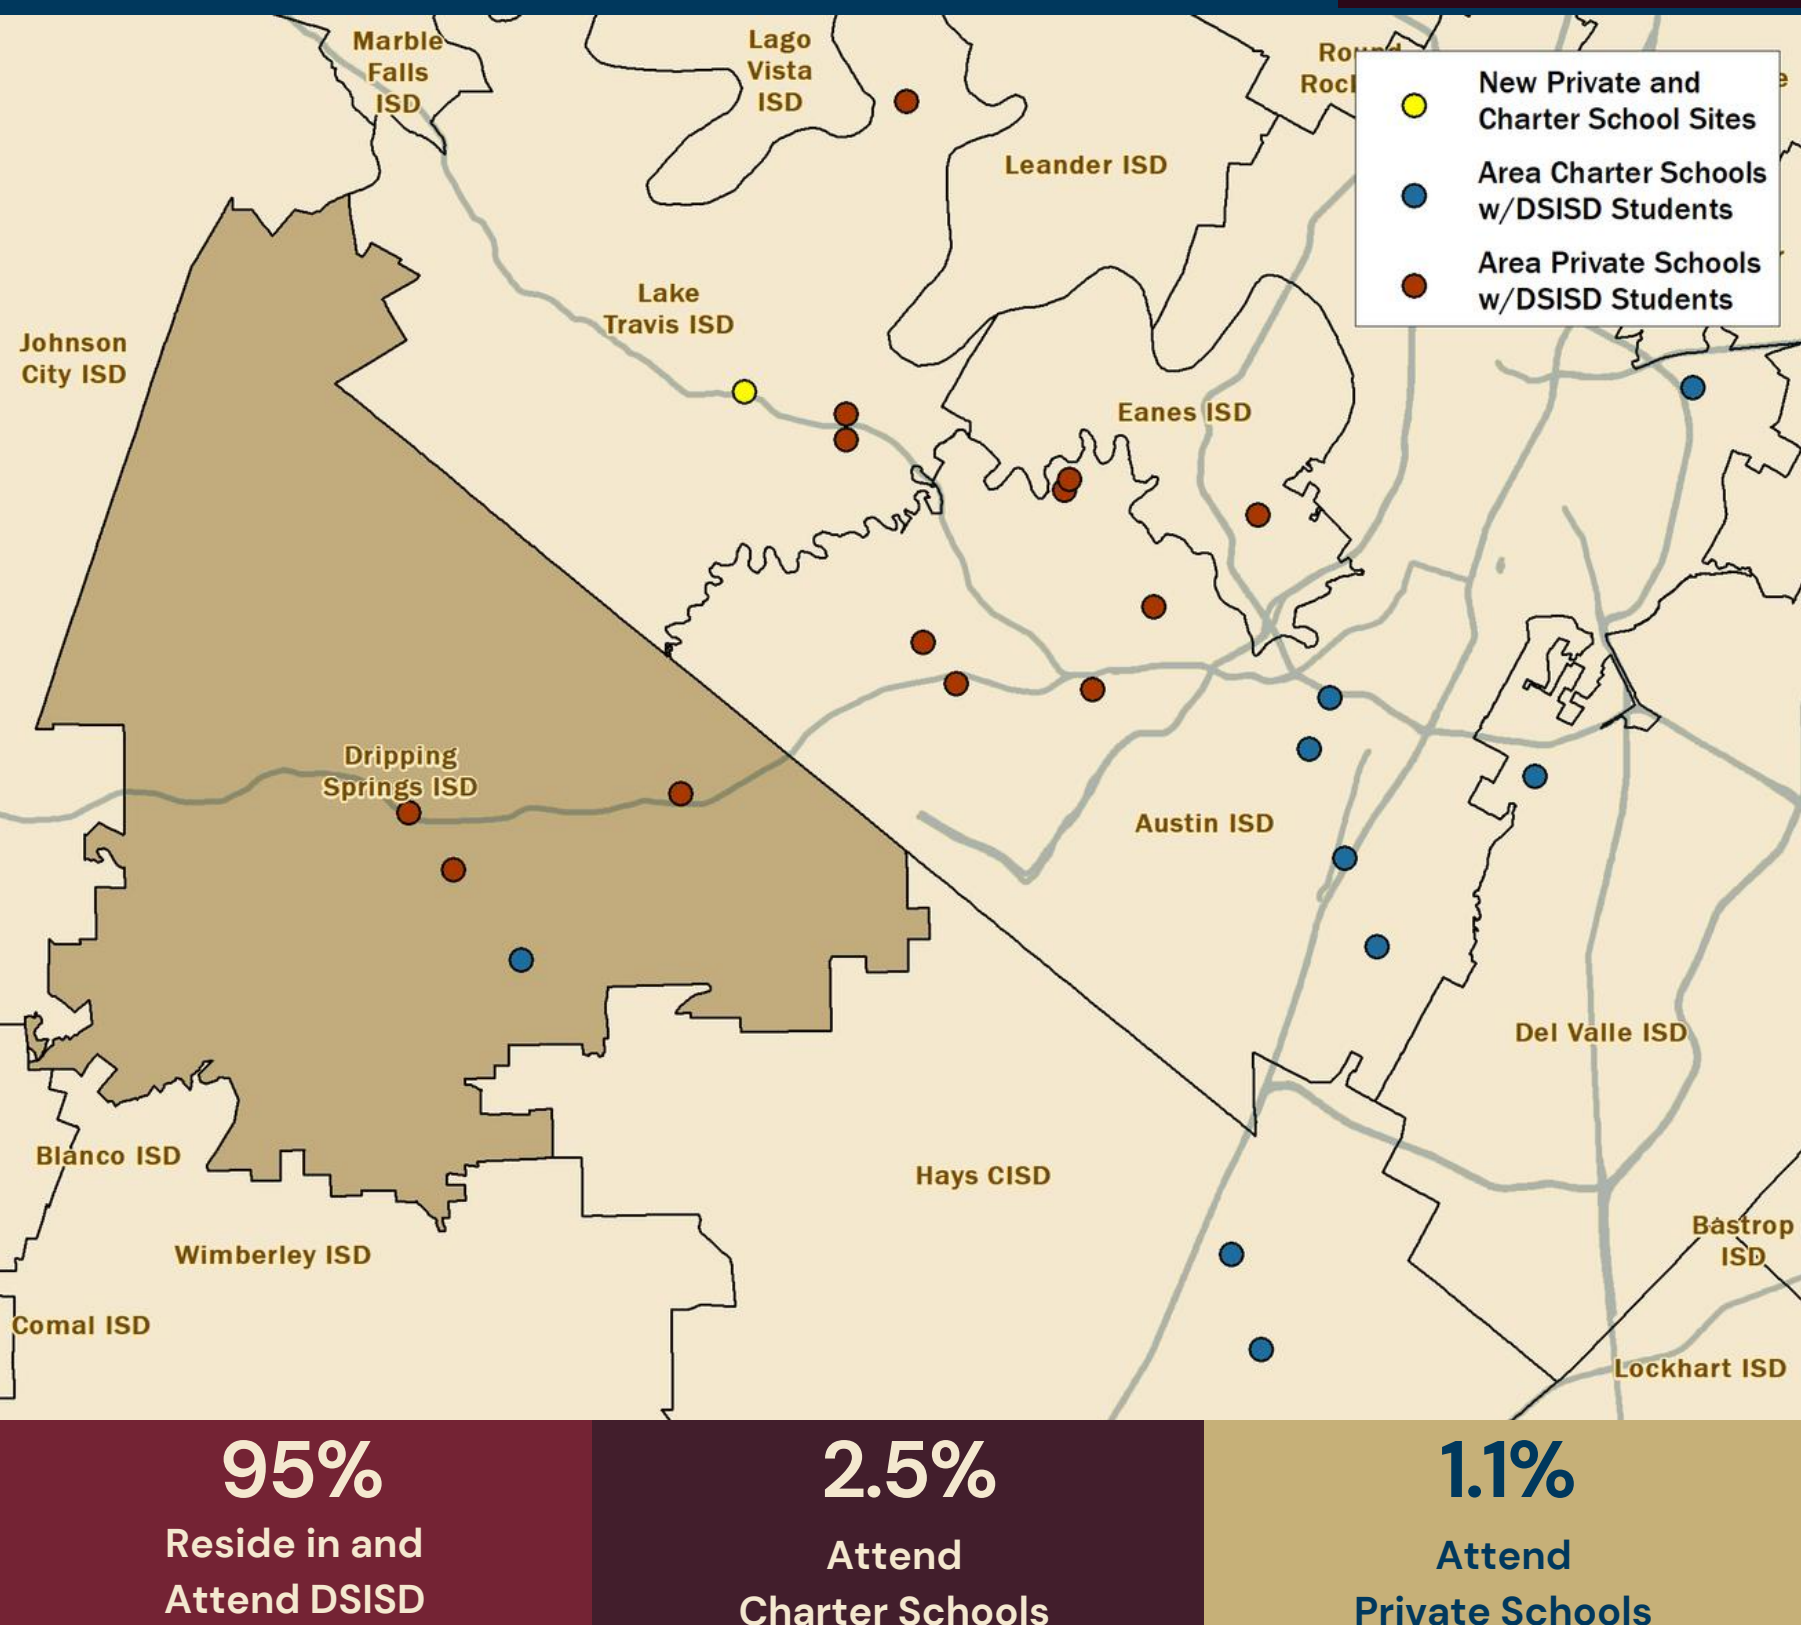 Marble
Falls
ISD
Lago
Vista
ISD
Round
New Private and
Charter School Sites
Area Charter Schools
w/DSISD Students
Area Private Schools
w/DSISD Students
Leander ISD
Lake
Travis ISD
Johnson
City ISD
Eanes ISD
Dripping
Springs ISD
Austin ISD
Del Valle ISD
Blanco ISD
Hays CISD
Wimberley ISD
Bastrop
ISD
Comal ISD
Lockhart ISD
95%
Reside in and
Attend DSISD
2.5%
Attend
Charter Schools
1.1%
Attend
Private Schools